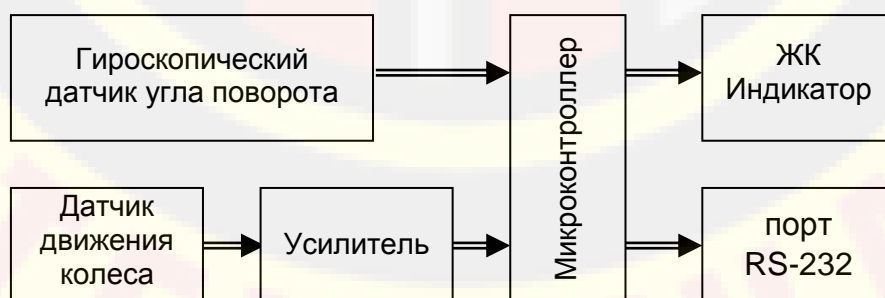 Гироскопический
датчик угла поворота
Микроконтроллер
ЖК
Индикатор
Датчик
движения
колеса
Усилитель
порт
RS-232